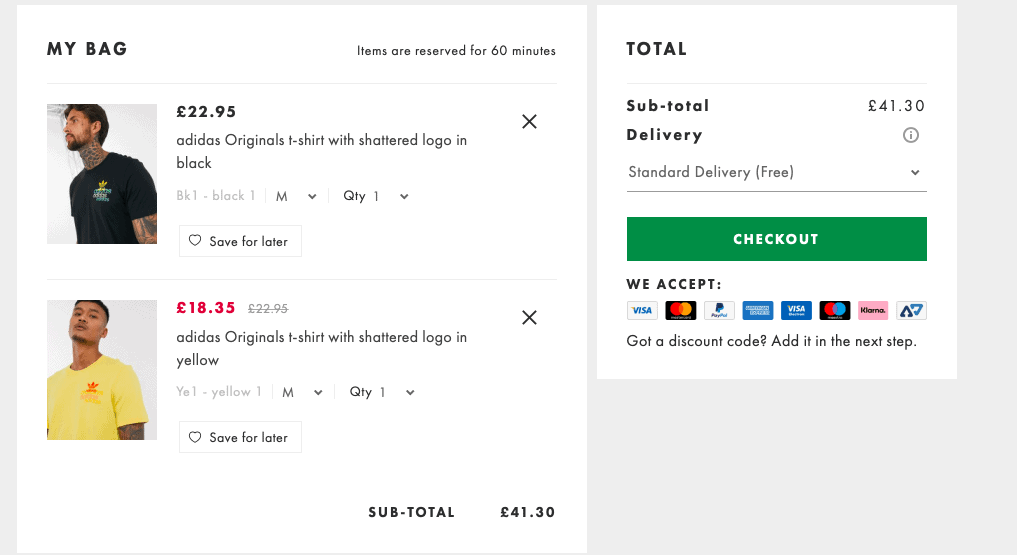 MY BAG
Items are reserved for 60 minutes
£22.95
adidas Originals t-shirt with shattered logo in
black
Bk1 - black 1 M Qty 1
Save for later
£18.35 £22.95
adidas Originals t-shirt with shattered logo in
yellow
Ye1 - yellow 1 M Qty 1
Save for later
SUB-TOTAL £41.30
TOTAL
Sub-total £41.30
Delivery
Standard Delivery (Free)
CHECKOUT
WE ACCEPT:
VISA PayPal VISA Klarna.
Got a discount code? Add it in the next step.